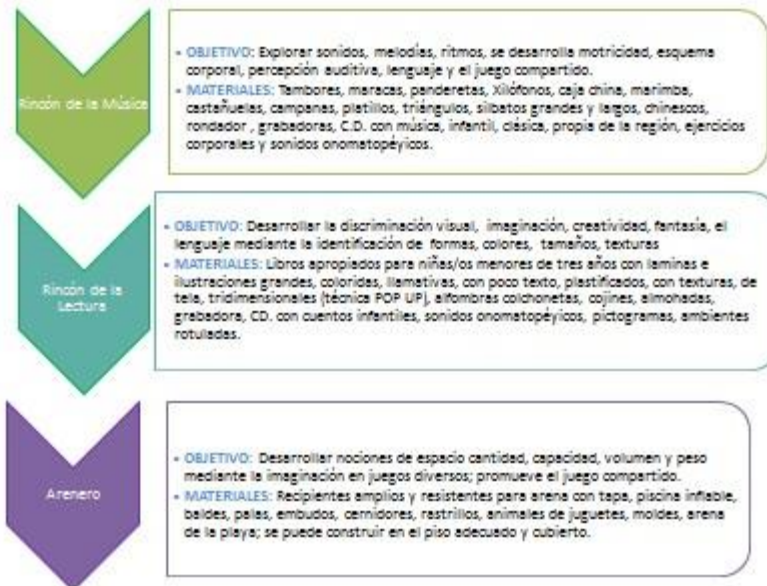 Rincón de la Música
• OBJETIVO: Explorar sonidos, melodías, ritmos, se desarrolla motricidad, esquema
corporal, percepción auditiva, lenguaje y el juego compartido.
• MATERIALES: Tambores, maracas, panderetas, Xilófonos, caja china, marimba,
castañuelas, campanas, platillos, triángulos, silbatos grandes y largos, chinescos,
rondador , grabadoras, C.D. con música, infantil, clásica, propia de la región, ejercicios
corporales y sonidos onomatopéyicos.
Rincón de la
Lectura
• OBJETIVO: Desarrollar la discriminación visual, imaginación, creatividad, fantasía, el
lenguaje mediante la identificación de formas, colores, tamaños, texturas
• MATERIALES: Libros apropiados para niñas/os menores de tres años con laminas e
ilustraciones grandes, coloridas, llamativas, con poco texto, plastificados, con texturas, de
tela, tridimensionales (técnica POP UP), alfombras colchonetas, cojines, almohadas,
grabadora, CD. con cuentos infantiles, sonidos onomatopéyicos, pictogramas, ambientes
rotuladas.
Arenero
• OBJETIVO: Desarrollar nociones de espacio cantidad, capacidad, volumen y peso
mediante la imaginación en juegos diversos; promueve el juego compartido.
• MATERIALES: Recipientes amplios y resistentes para arena con tapa, piscina inflable,
baldes, palas, embudos, cernidores, rastrillos, animales de juguetes, moldes, arena
de la playa; se puede construir en el piso adecuado y cubierto.